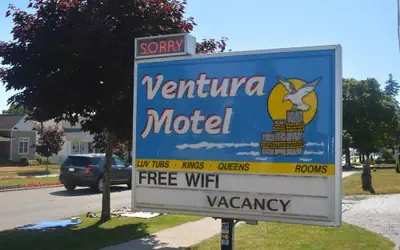 SORRY
Ventura
Motel
LUV TUBS · KINGS · QUEENS ROOMS
FREE WIFI
VACANCY